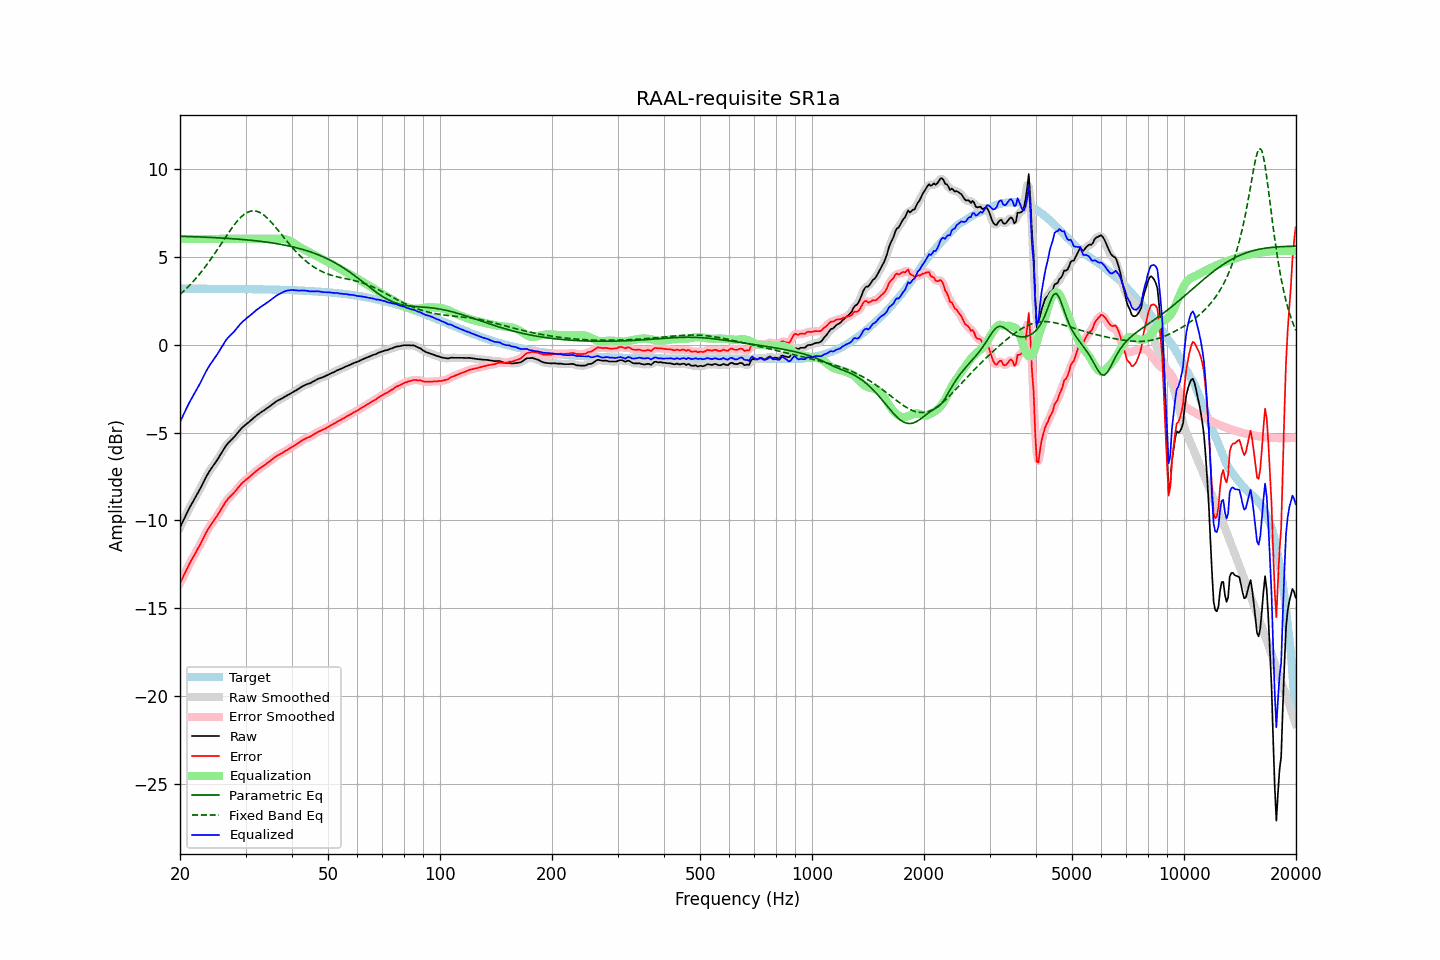 RAAL-requisite SR1a
10
5
0
−5
−10
−15
−20
−25
Amplitude (dBr)
Target
Raw Smoothed
Error Smoothed
Raw
Error
Equalization
Parametric Eq
Fixed Band Eq
Equalized
20 50 100 200 500 1000 2000 5000 10000 20000
Frequency (Hz)